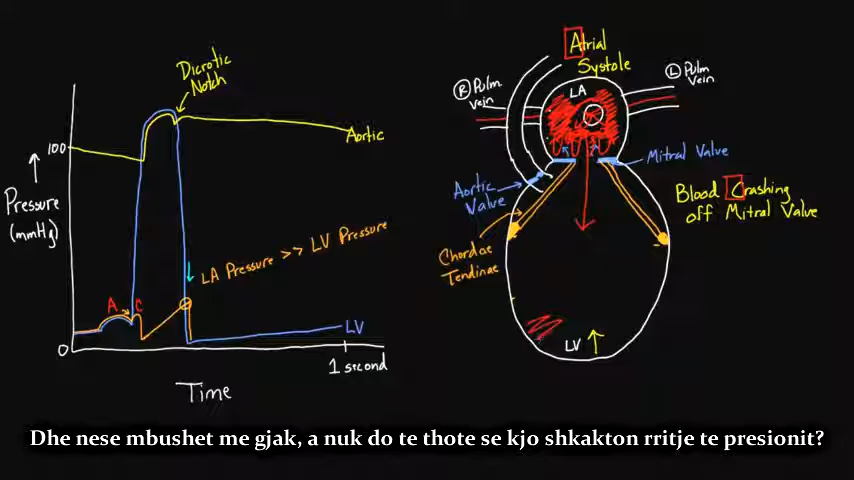 Dicrotic
Notch
100
Aortic
Pressure
(mmHg)
LA Pressure >> LV Pressure
A
C
LV
0
1 second
Time
Atrial
Systole
LA
R Pulm
vein
L Pulm
vein
Mitral Valve
Aortic
Valve
Blood Crashing
off Mitral Valve
Chordae
Tendinae
LV
Dhe nese mbushet me gjak, a nuk do te thote se kjo shkakton rritje te presionit?